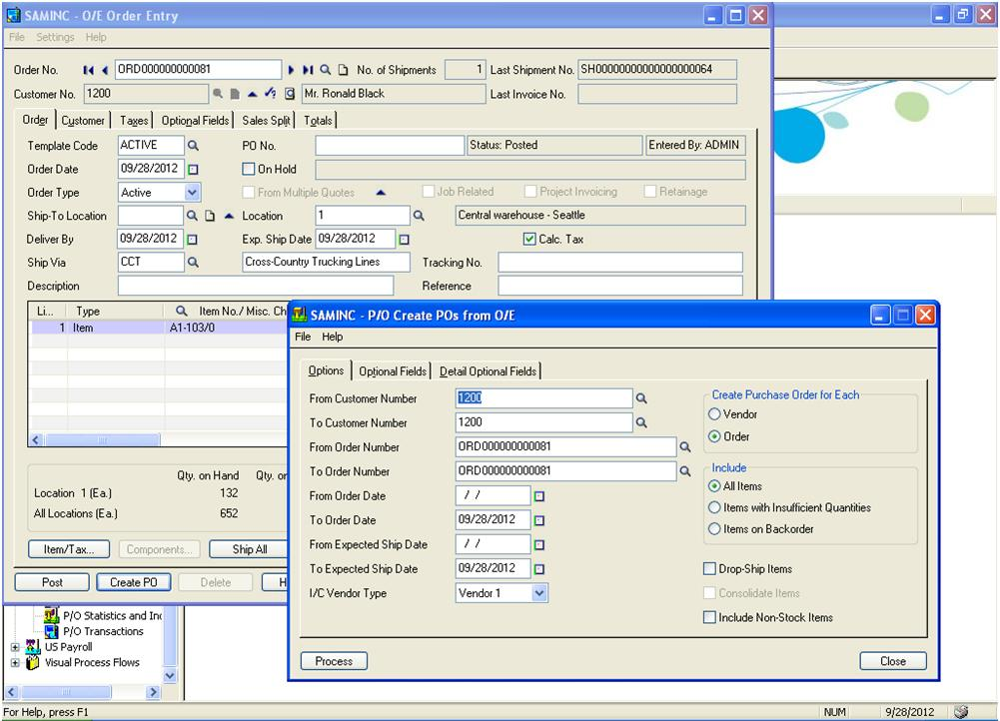 SAMINC - O/E Order Entry
File Settings Help
Order No. ORD000000000081 No. of Shipments 1 Last Shipment No. SH00000000000000000064
Customer No. 1200 Mr. Ronald Black Last Invoice No.
Order Customer Taxes Optional Fields Sales Split Totals
Template Code ACTIVE PO No. Status: Posted Entered By: ADMIN
Order Date 09/28/2012 On Hold
Order Type Active From Multiple Quotes Job Related Project Invoicing Retainage
Ship-To Location Location 1 Central warehouse - Seattle
Deliver By 09/28/2012 Exp. Ship Date 09/28/2012 Calc. Tax
Ship Via CCT Cross-Country Trucking Lines Tracking No.
Description Reference
Li... Type Item No./ Misc. Ch
1 Item A1-103/0
Qty. on Hand Qty. or
Location 1 (Ea.) 132
All Locations (Ea.) 652
Item/Tax... Components... Ship All
Post Create PO Delete H
P/O Statistics and Inc
P/O Transactions
US Payroll
Visual Process Flows
SAMINC - P/O Create POs from O/E
File Help
Options Optional Fields Detail Optional Fields
From Customer Number 1200
To Customer Number 1200
From Order Number ORD000000000081
To Order Number ORD000000000081
From Order Date / /
To Order Date 09/28/2012
From Expected Ship Date / /
To Expected Ship Date 09/28/2012
I/C Vendor Type Vendor 1
Create Purchase Order for Each
Vendor
Order
Include
All Items
Items with Insufficient Quantities
Items on Backorder
Drop-Ship Items
Consolidate Items
Include Non-Stock Items
Process Close
For Help, press F1 NUM 9/28/2012